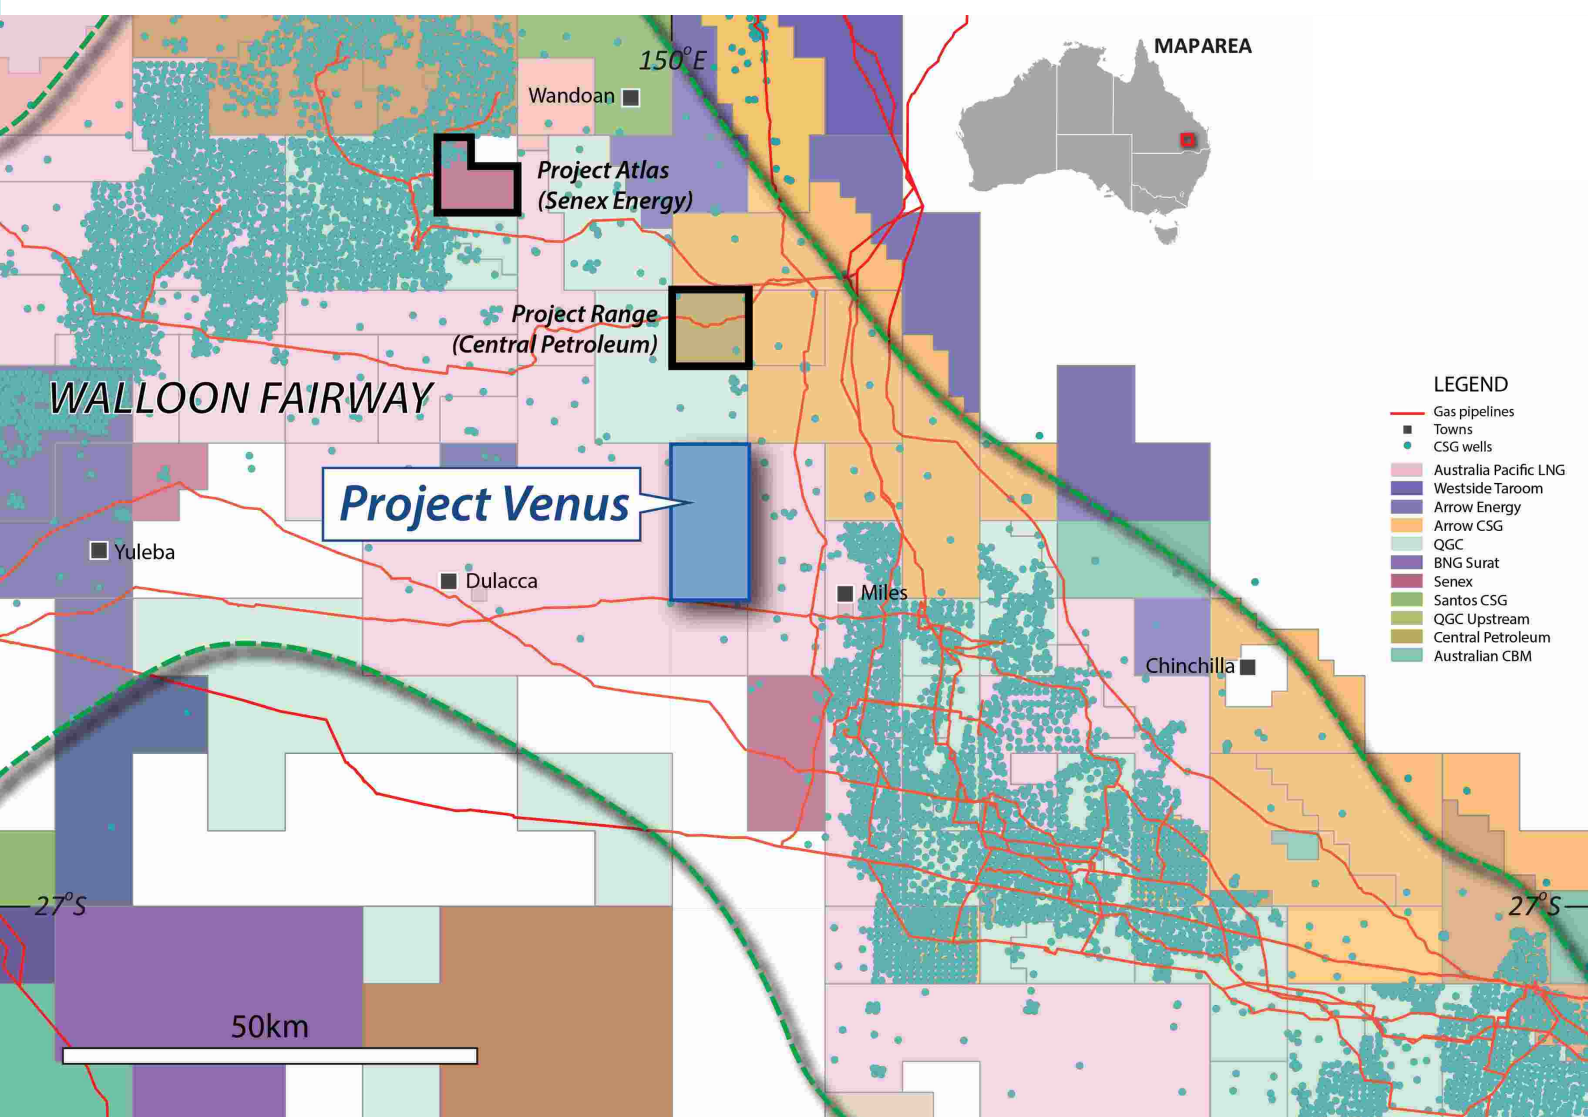 MAPAREA
150°E
Wandoan
Project Atlas
(Senex Energy)
Project Range
(Central Petroleum)
WALLOON FAIRWAY
LEGEND
Gas pipelines
Towns
CSG wells
Australia Pacific LNG
Westside Taroom
Arrow Energy
Arrow CSG
QGC
BNG Surat
Senex
Santos CSG
QGC Upstream
Central Petroleum
Australian CBM
Project Venus
Yuleba
Dulacca
Miles
Chinchilla
27°S
27°S
50km